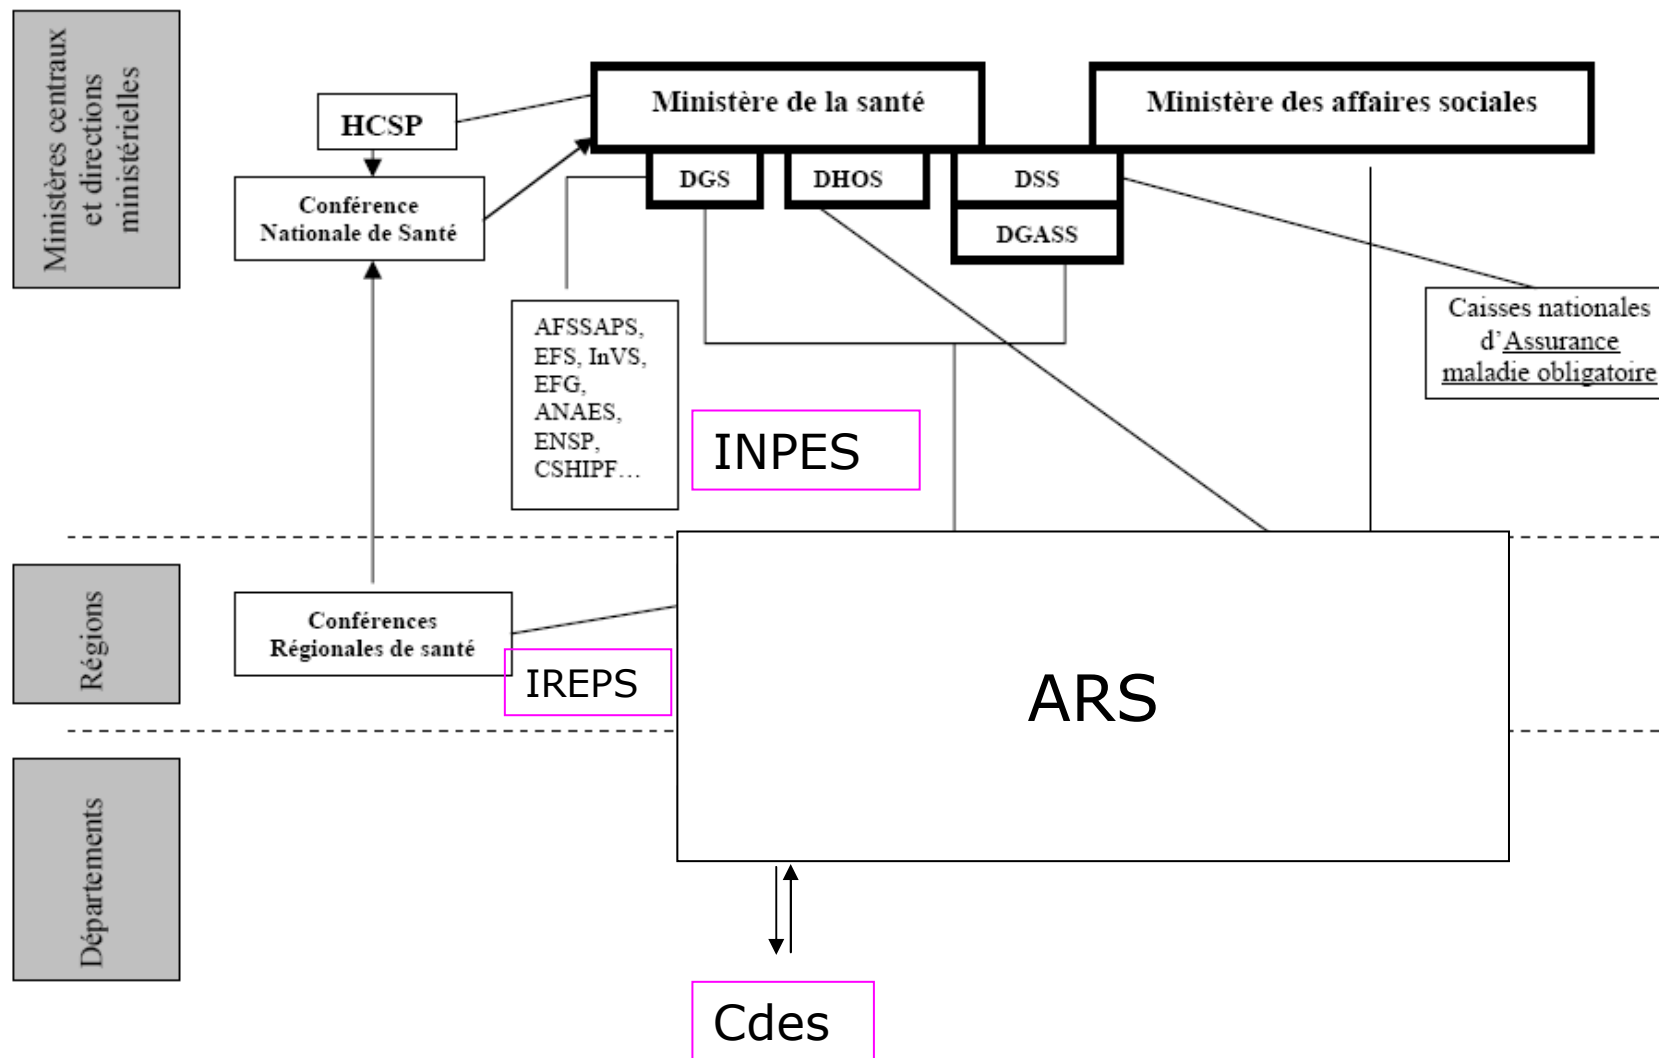 Ministères centraux
et directions
ministérielles
HCSP
Ministère de la santé
Ministère des affaires sociales
DGS
DHOS
DSS
DGASS
Conférence
Nationale de Santé
AFSSAPS,
EFS, InVS,
EFG,
ANAES,
ENSP,
CSHIPF…
INPES
Caisses nationales
d’Assurance
maladie obligatoire
Régions
Conférences
Régionales de santé
IREPS
ARS
Départements
Cdes